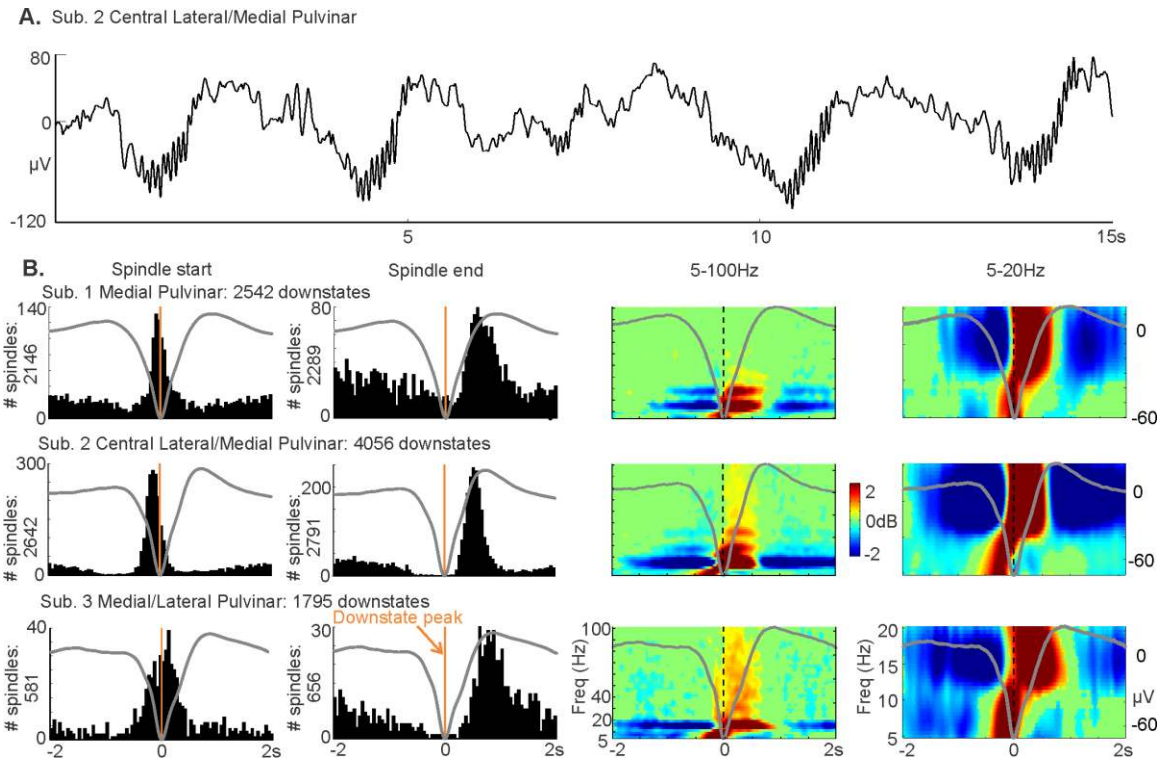 A. Sub. 2 Central Lateral/Medial Pulvinar
80
0
µV
-120
5
10
15s
B.
Spindle start
Spindle end
5-100Hz
5-20Hz
Sub. 1 Medial Pulvinar: 2542 downstates
# spindles: 2146
140
0
# spindles: 2289
80
0
0
-60
Sub. 2 Central Lateral/Medial Pulvinar: 4056 downstates
# spindles: 2642
300
0
# spindles: 2791
200
0
2
0dB
-2
0
-60
Sub. 3 Medial/Lateral Pulvinar: 1795 downstates
Downstate peak
# spindles: 581
40
0
# spindles: 656
30
0
Freq (Hz)
100
80
40
20
5
Freq (Hz)
20
15
10
5
0
µV
-60
-2
0
2s
-2
0
2s
-2
0
2s
-2
0
2s